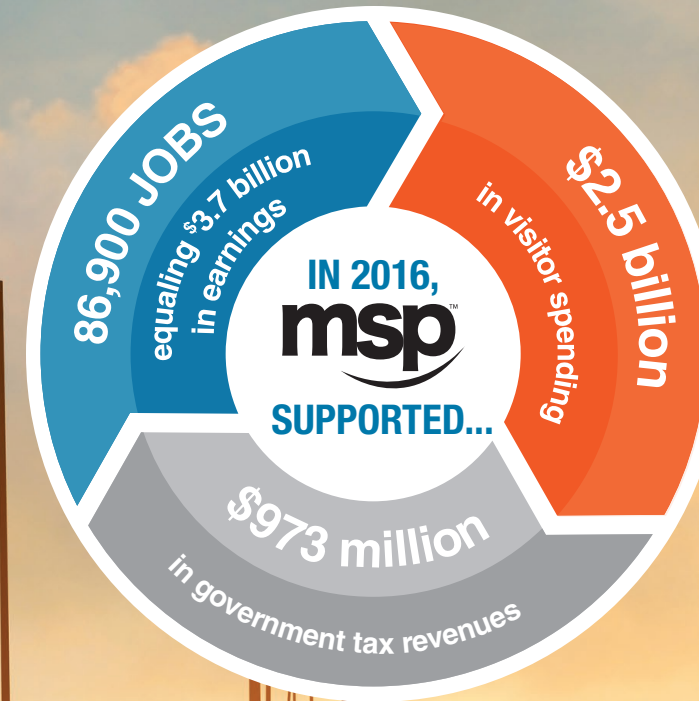 IN 2016,
msp™
SUPPORTED...
86,900 JOBS
equaling $3.7 billion
in earnings
$2.5 billion
in visitor spending
$973 million
in government tax revenues